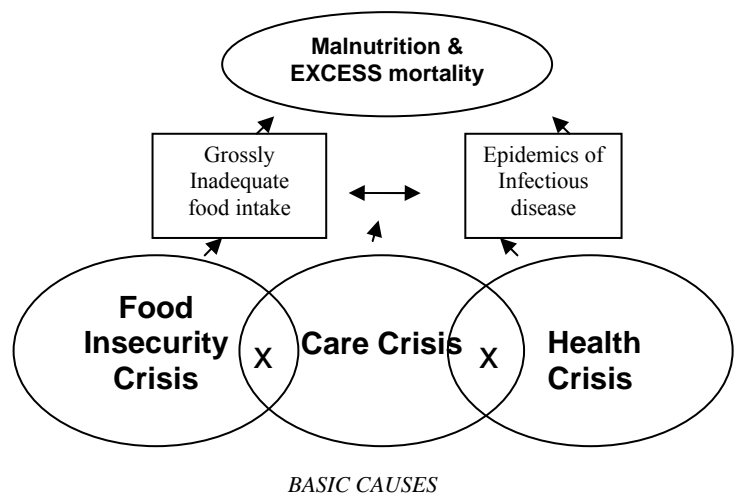 Malnutrition &
EXCESS mortality
Grossly
Inadequate
food intake
Epidemics of
Infectious
disease
Food
Insecurity
Crisis
X
Care Crisis
X
Health
Crisis
BASIC CAUSES